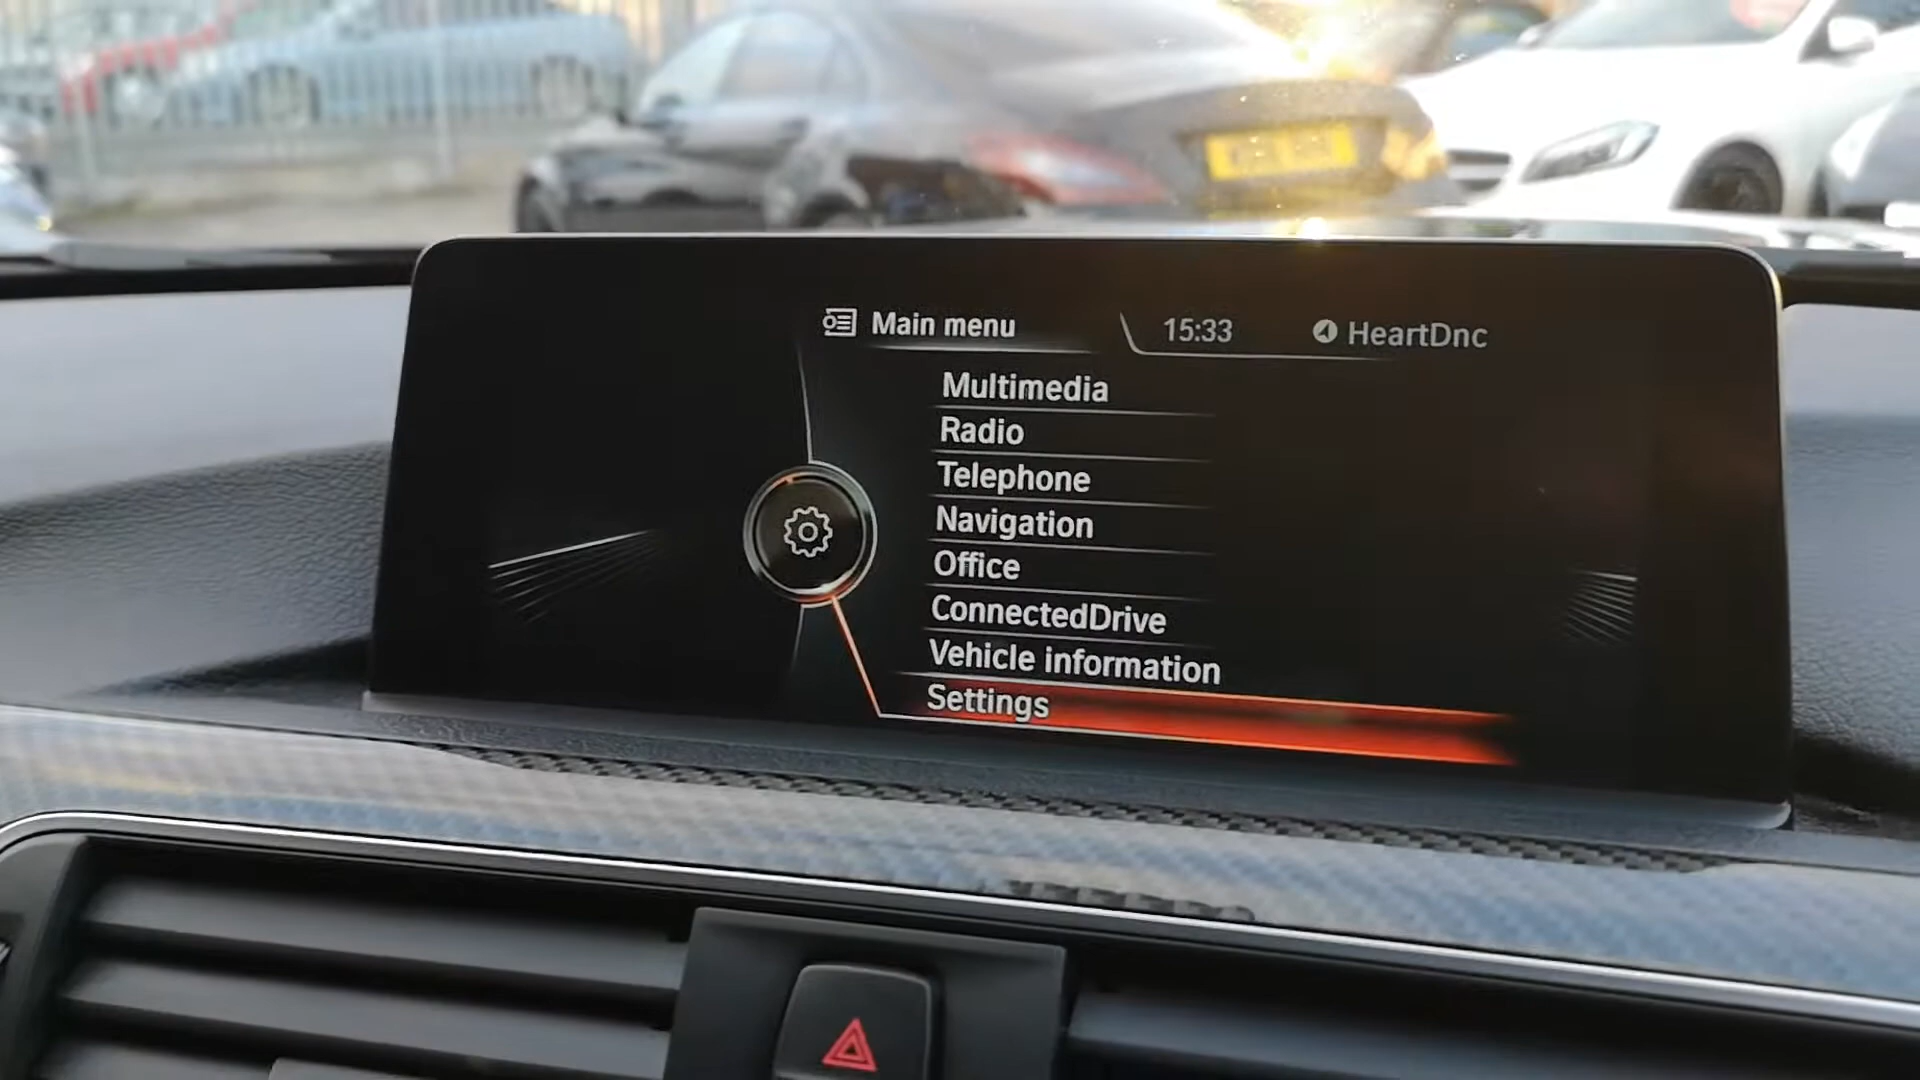 Main menu
15:33
HeartDnc
Multimedia
Radio
Telephone
Navigation
Office
ConnectedDrive
Vehicle information
Settings